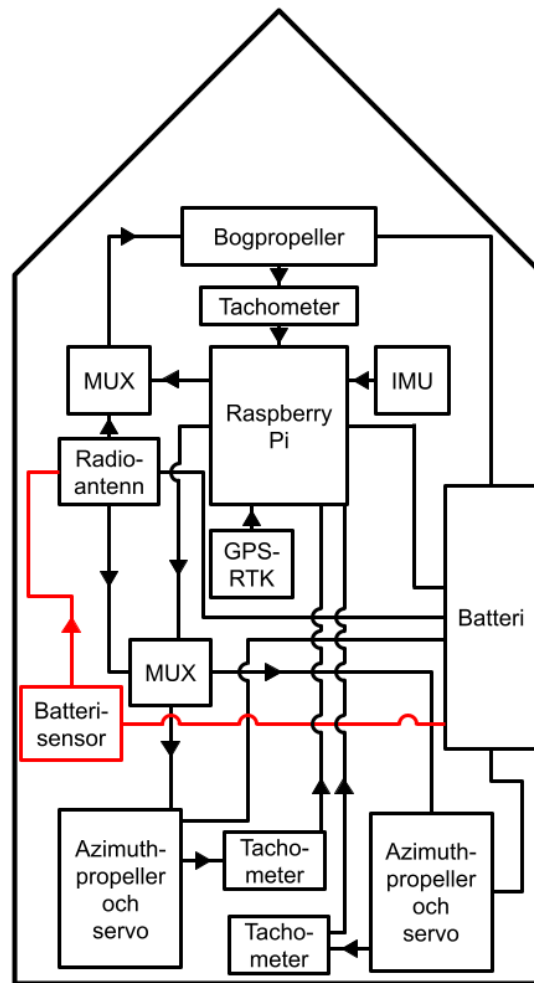 Bogpropeller
Tachometer
MUX
Raspberry
Pi
IMU
Radio-
antenn
GPS-
RTK
Batteri
MUX
Batteri-
sensor
Azimuth-
propeller
och
servo
Tacho-
meter
Azimuth-
propeller
och
servo
Tacho-
meter